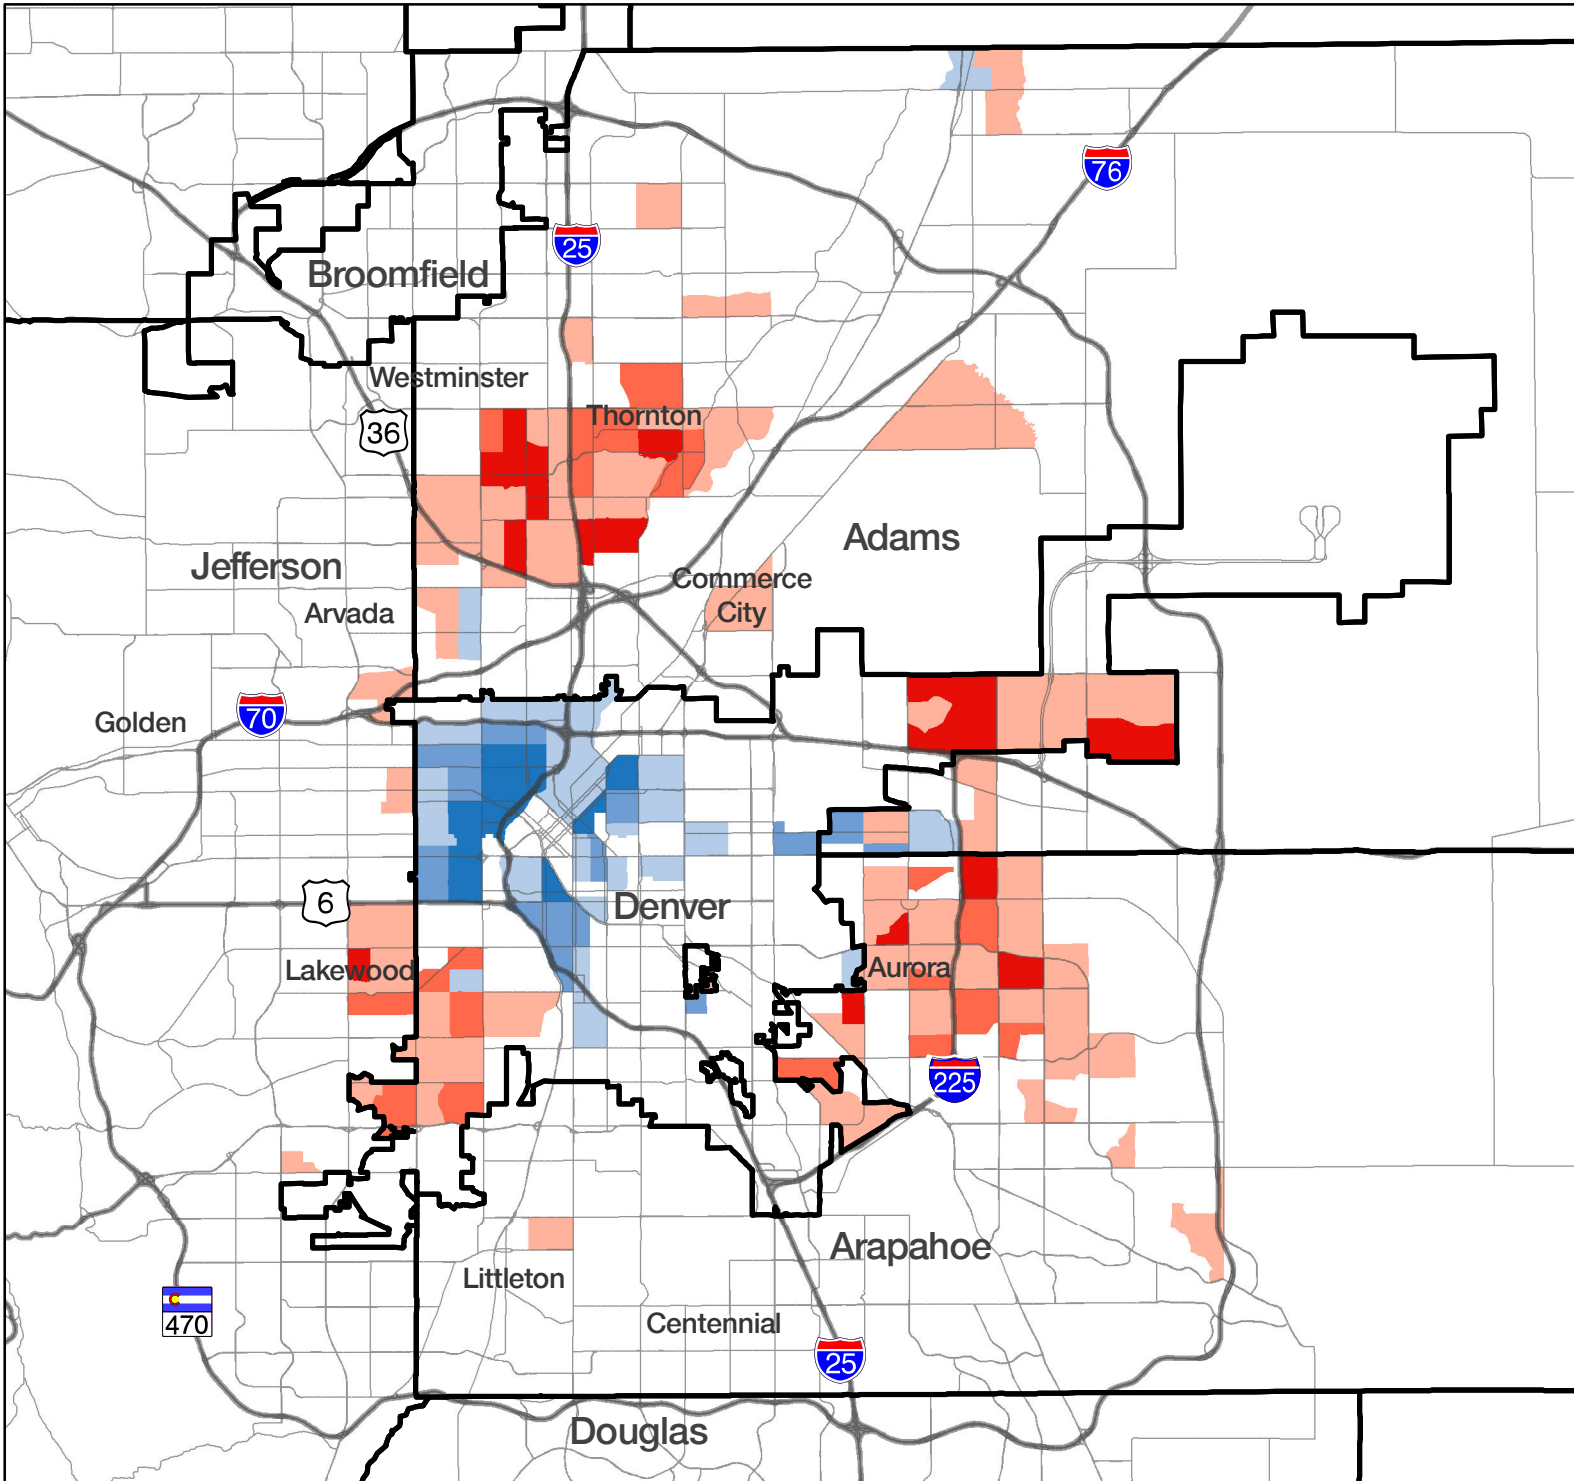 76
25
Broomfield
Westminster
Thornton
36
Adams
Jefferson
Commerce
City
Arvada
70
Golden
6
Denver
Lakewood
Aurora
225
Arapahoe
Littleton
470
Centennial
25
Douglas